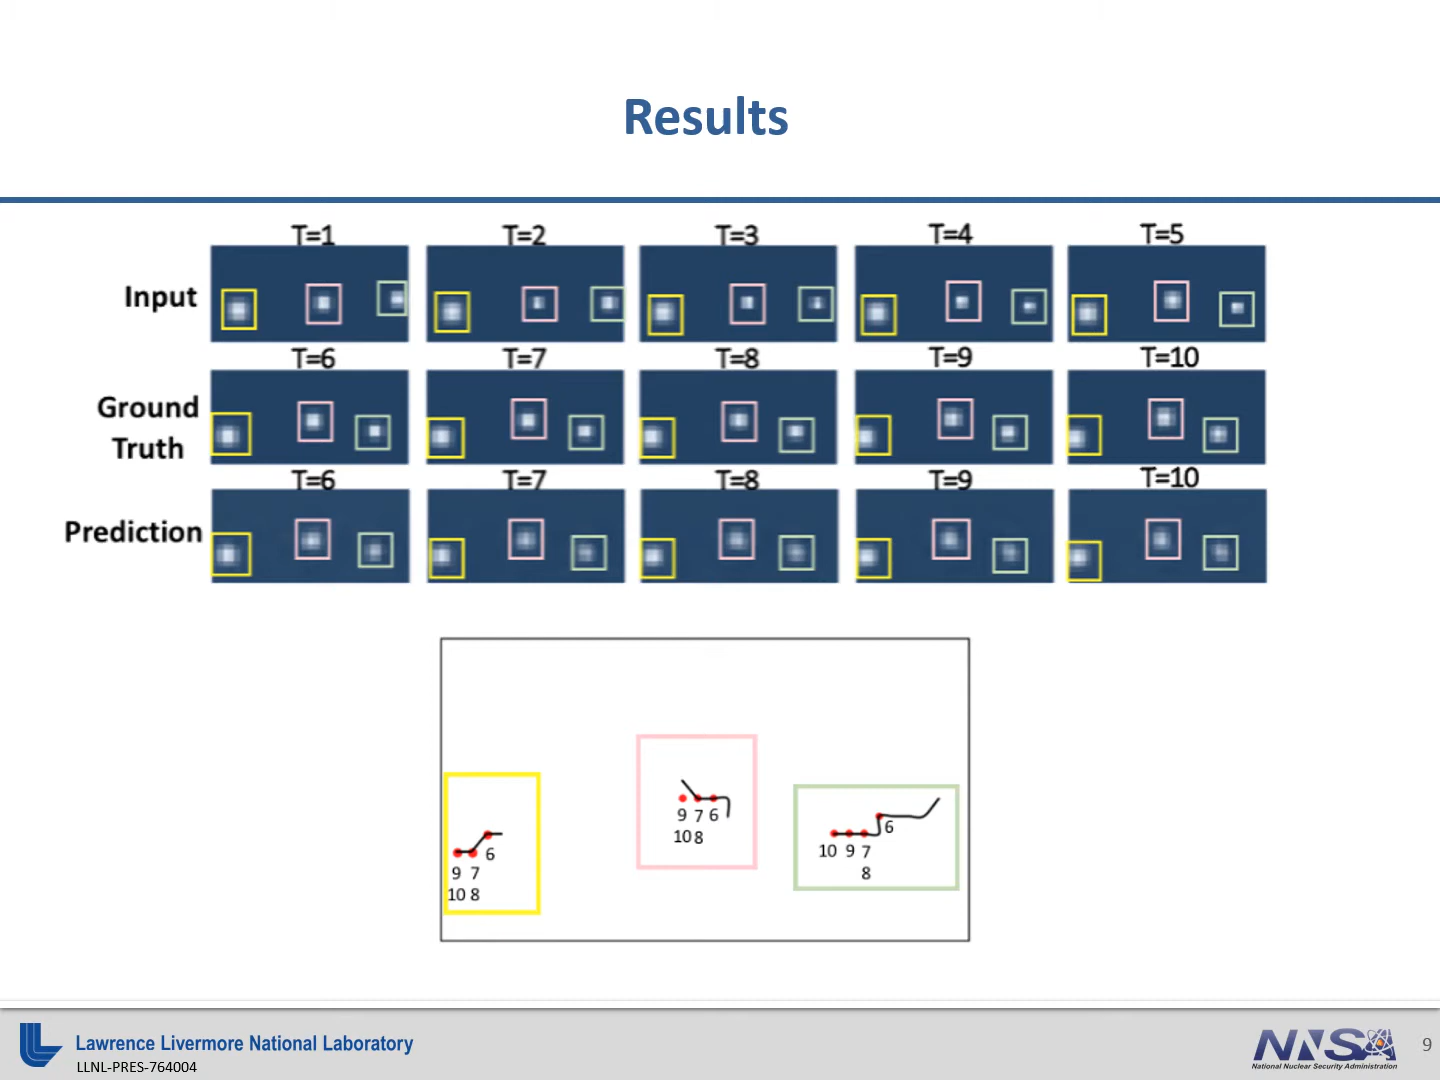 Results
T=1 T=2 T=3 T=4 T=5
Input
T=6 T=7 T=8 T=9 T=10
Ground
Truth
T=6 T=7 T=8 T=9 T=10
Prediction
6
9 7
10 8
9 7 6
10 8
6
10 9 7
8
Lawrence Livermore National Laboratory
LLNL-PRES-764004
NNSA
National Nuclear Security Administration
9